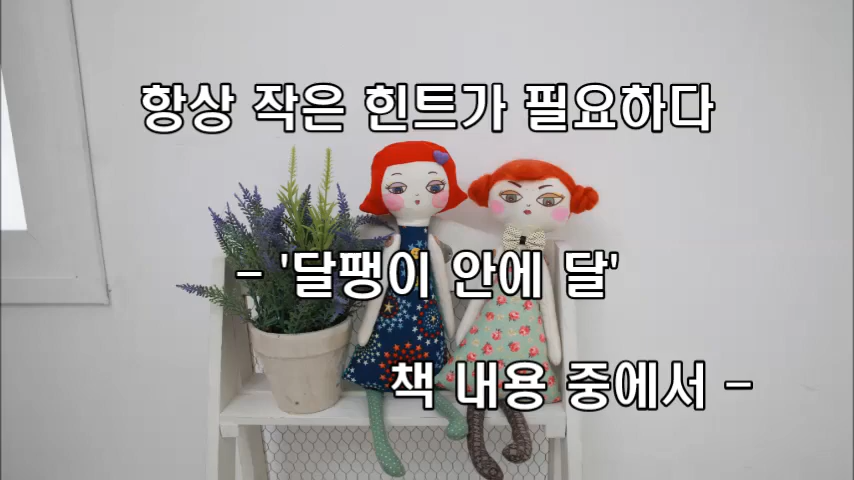 항상 작은 힌트가 필요하다
- '달팽이 안에 달'
책 내용 중에서 -